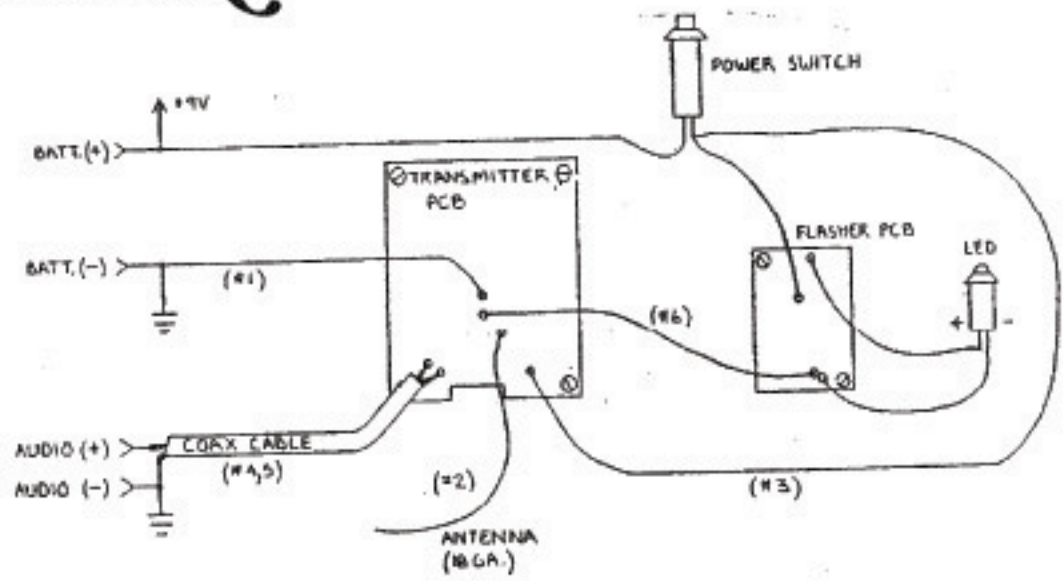 POWER SWITCH
+9V
BATT.(+)
TRANSMITTER
PCB
FLASHER PCB
LED
BATT.(-)
(#1)
(#6)
+ -
AUDIO (+)
COAX CABLE
(#4,5)
(#2)
(#3)
AUDIO (-)
ANTENNA
(18GA.)